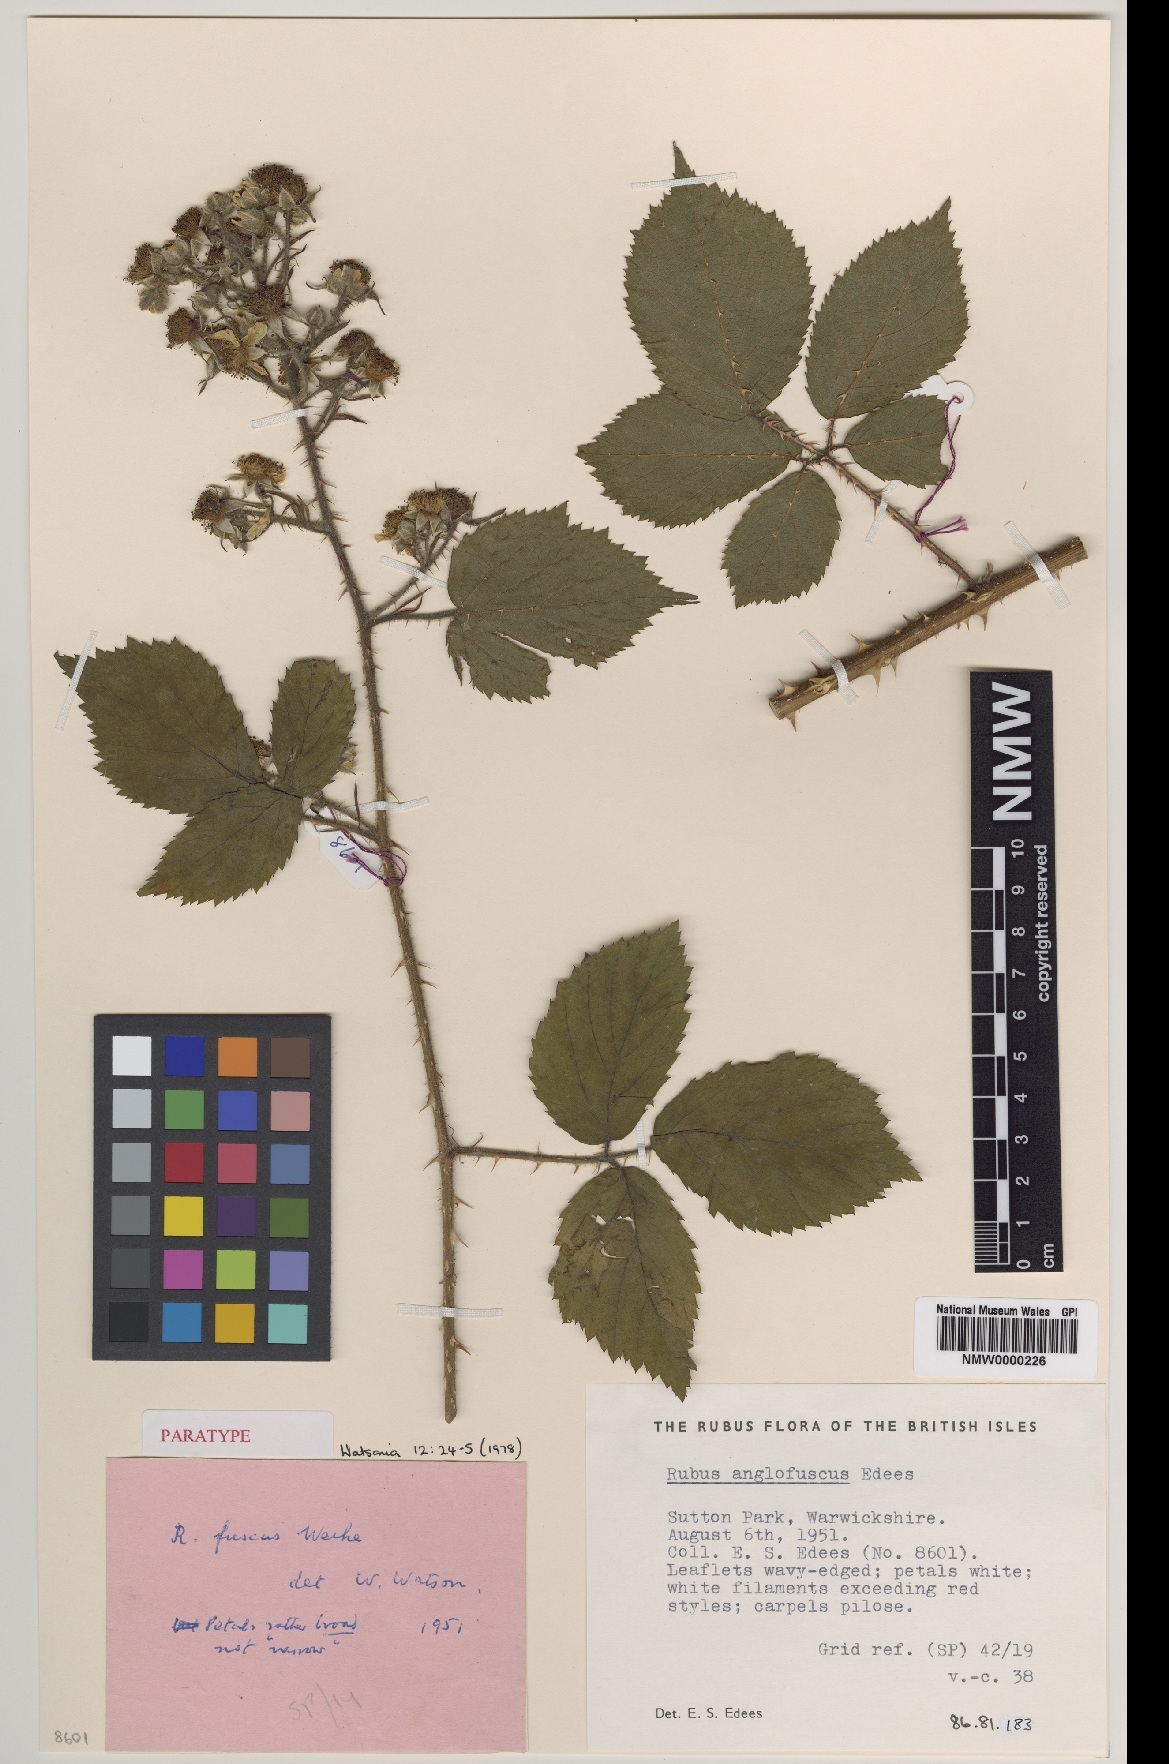 NMW
10
9
8
7
6
5
4
3
2
1
0
cm
copyright reserved
National Museum Wales GPI
NMW0000226
PARATYPE
Watsonia 12:24-5 (1978)
R. fuscus Weihe
det W. Watson.
Petals rather broad 1951
not "narrow"
SP/19
8601
THE RUBUS FLORA OF THE BRITISH ISLES
Rubus anglofuscus Edees
Sutton Park, Warwickshire.
August 6th, 1951.
Coll. E. S. Edees (No. 8601).
Leaflets wavy-edged; petals white;
white filaments exceeding red
styles; carpels pilose.
Grid ref. (SP) 42/19
v.-c. 38
Det. E. S. Edees
86.81.183